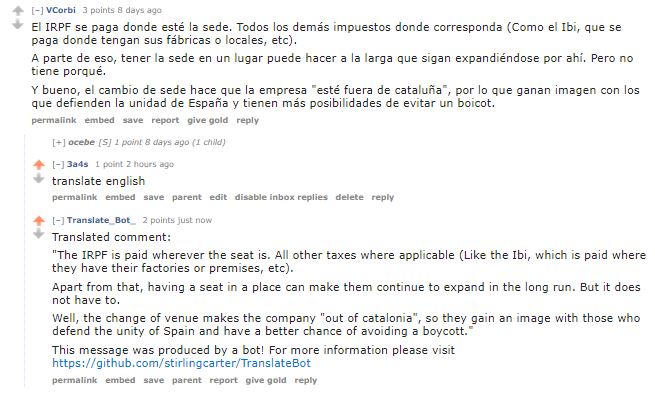 [–] VCorbi 3 points 8 days ago
El IRPF se paga donde esté la sede. Todos los demás impuestos donde corresponda (Como el Ibi, que se
paga donde tengan sus fábricas o locales, etc).
A parte de eso, tener la sede en un lugar puede hacer a la larga que sigan expandiéndose por ahí. Pero no
tiene porqué.
Y bueno, el cambio de sede hace que la empresa "esté fuera de cataluña", por lo que ganan imagen con los
que defienden la unidad de España y tienen más posibilidades de evitar un boicot.
permalink embed save report give gold reply
[+] ocebe [S] 1 point 8 days ago (1 child)
[–] 3a4s 1 point 2 hours ago
translate english
permalink embed save parent edit disable inbox replies delete reply
[–] Translate_Bot_ 2 points just now
Translated comment:
"The IRPF is paid wherever the seat is. All other taxes where applicable (Like the Ibi, which is paid where
they have their factories or premises, etc).
Apart from that, having a seat in a place can make them continue to expand in the long run. But it does
not have to.
Well, the change of venue makes the company "out of catalonia", so they gain an image with those who
defend the unity of Spain and have a better chance of avoiding a boycott."
This message was produced by a bot! For more information please visit
https://github.com/stirlingcarter/TranslateBot
permalink embed save parent report give gold reply